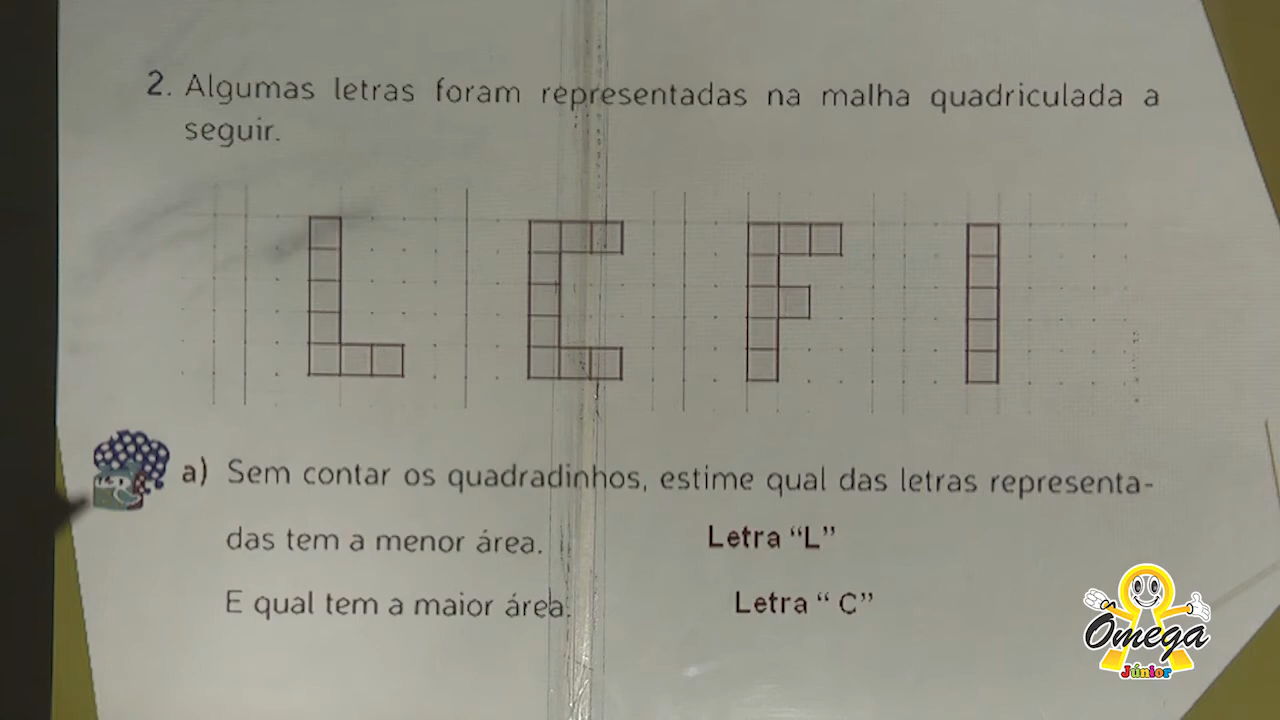 2. Algumas letras foram representadas na malha quadriculada a
seguir.
a) Sem contar os quadradinhos, estime qual das letras representa-
das tem a menor área. Letra “L”
E qual tem a maior área. Letra “ C”
Ômega
Júnior